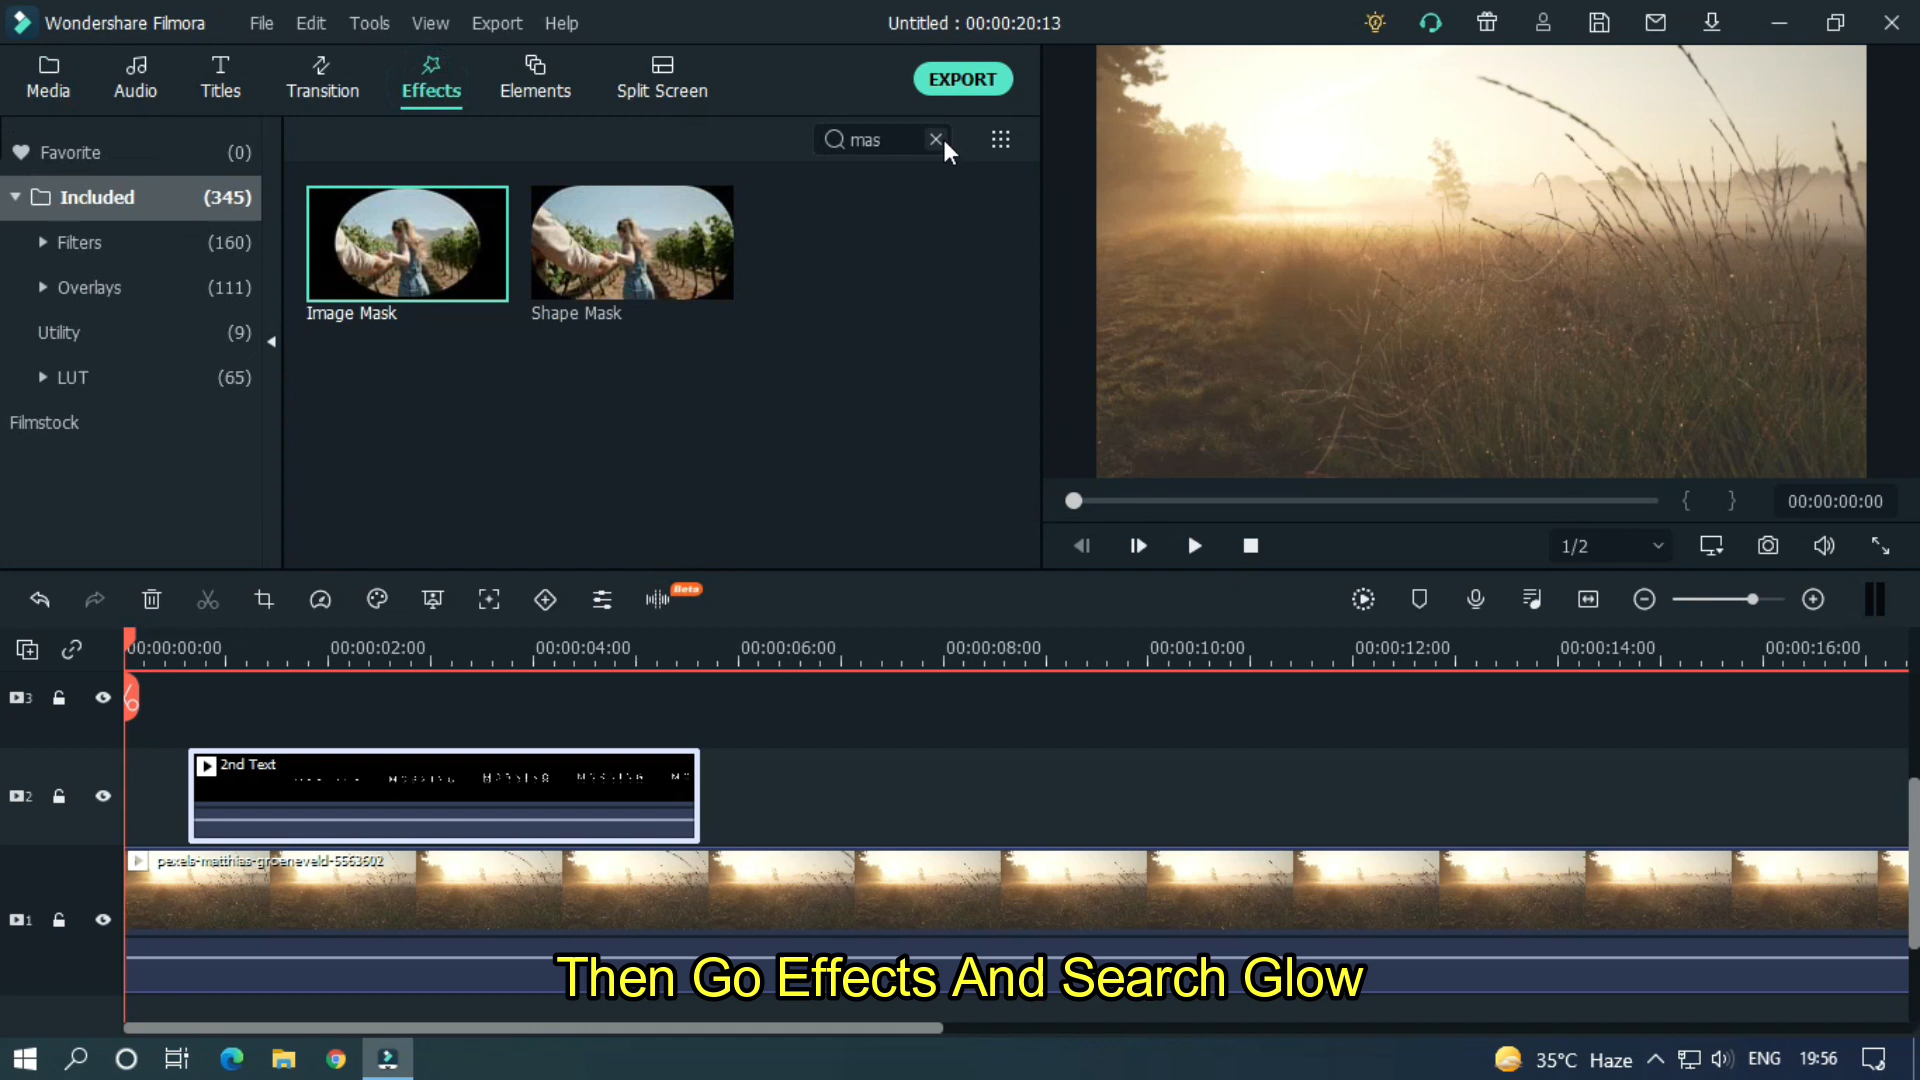 Wondershare Filmora File Edit Tools View Export Help Untitled : 00:00:20:13
Media Audio Titles Transition Effects Elements Split Screen EXPORT
Favorite (0)
Included (345)
Filters (160)
Overlays (111)
Utility (9)
LUT (65)
Filmstock
mas
Image Mask Shape Mask
00:00:00:00
1/2
Beta
00:00:00:00 00:00:02:00 00:00:04:00 00:00:06:00 00:00:08:00 00:00:10:00 00:00:12:00 00:00:14:00 00:00:16:00
3
2nd Text
2
pexels-matthias-groeneveld-5563602
1
Then Go Effects And Search Glow
35°C Haze ENG 19:56